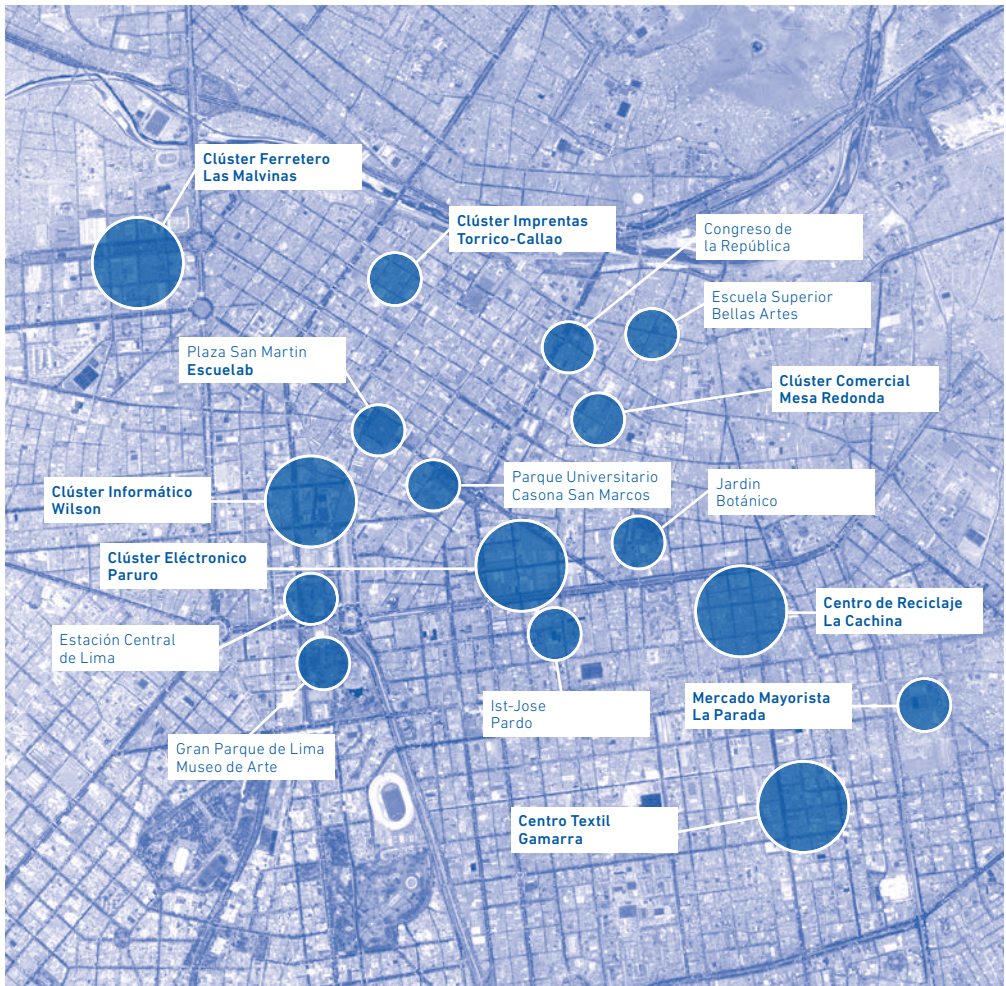 Clúster Ferretero
Las Malvinas
Clúster Imprentas
Torrico-Callao
Congreso de
la República
Escuela Superior
Bellas Artes
Plaza San Martin
Escuelab
Clúster Comercial
Mesa Redonda
Clúster Informático
Wilson
Parque Universitario
Casona San Marcos
Jardin
Botánico
Clúster Eléctronico
Paruro
Centro de Reciclaje
La Cachina
Estación Central
de Lima
Ist-Jose
Pardo
Mercado Mayorista
La Parada
Gran Parque de Lima
Museo de Arte
Centro Textil
Gamarra